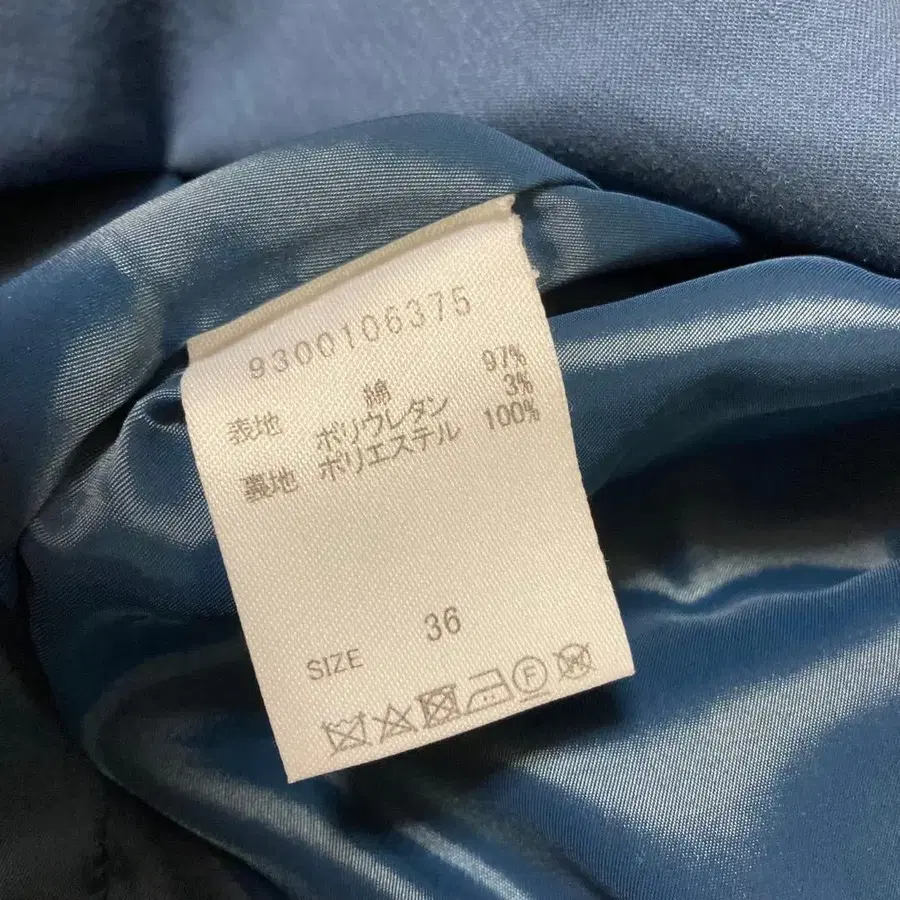 9300106375
表地 綿 97%
ポリウレタン 3%
裏地 ポリエステル 100%
SIZE 36
F